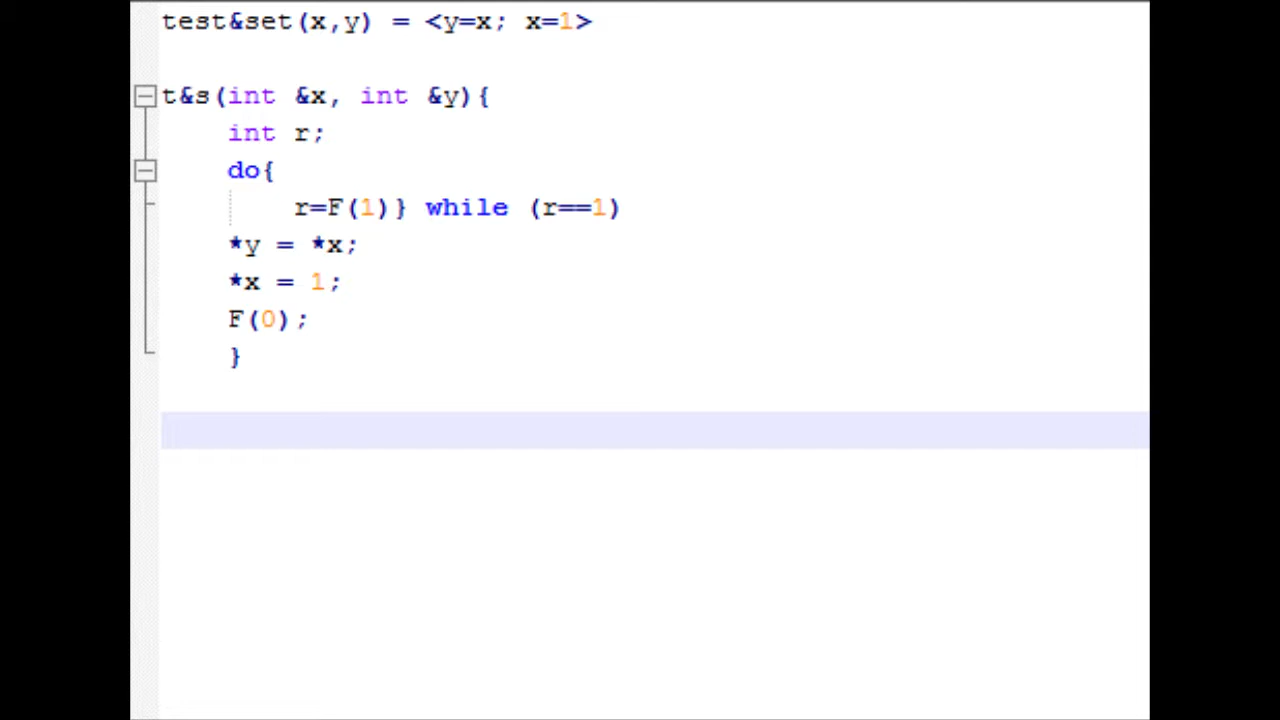 test&set(x,y) = <y=x; x=1>
t&s(int &x, int &y){
int r;
do{
r=F(1)} while (r==1)
*y = *x;
*x = 1;
F(0);
}